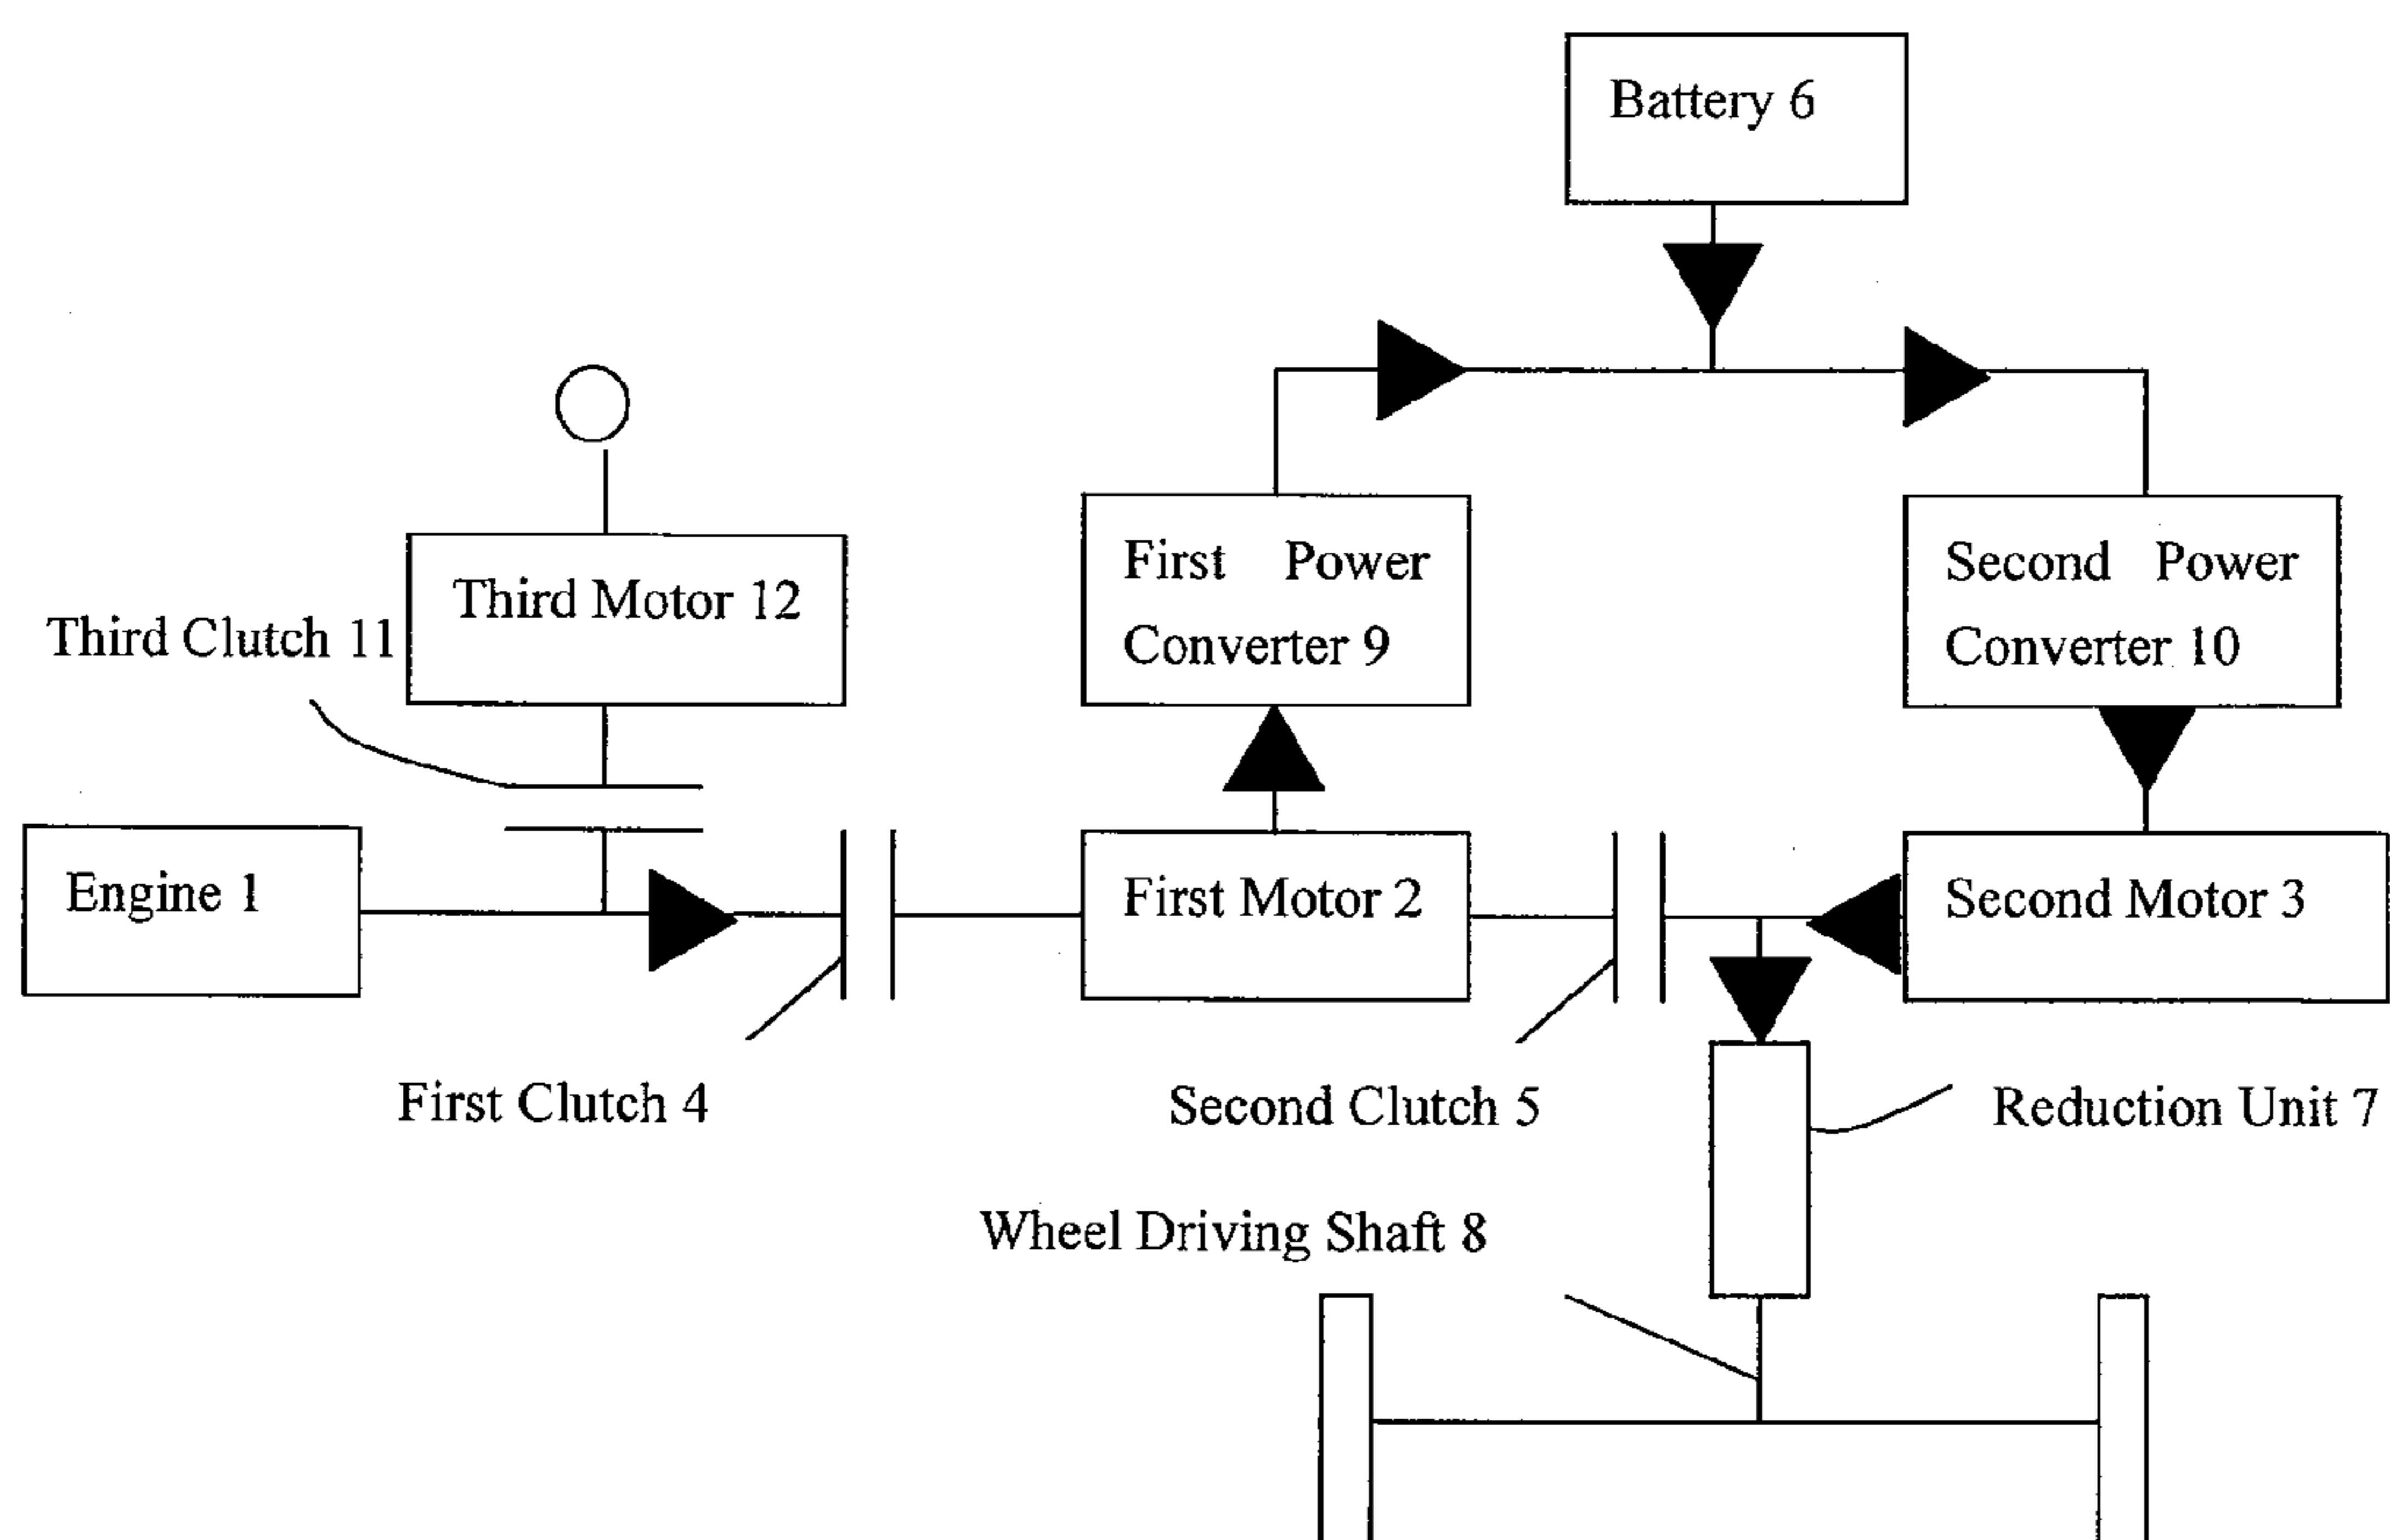 Battery 6
First Power
Converter 9
Second Power
Converter 10
Third Motor 12
Third Clutch 11
Engine 1
First Motor 2
Second Motor 3
First Clutch 4
Second Clutch 5
Reduction Unit 7
Wheel Driving Shaft 8